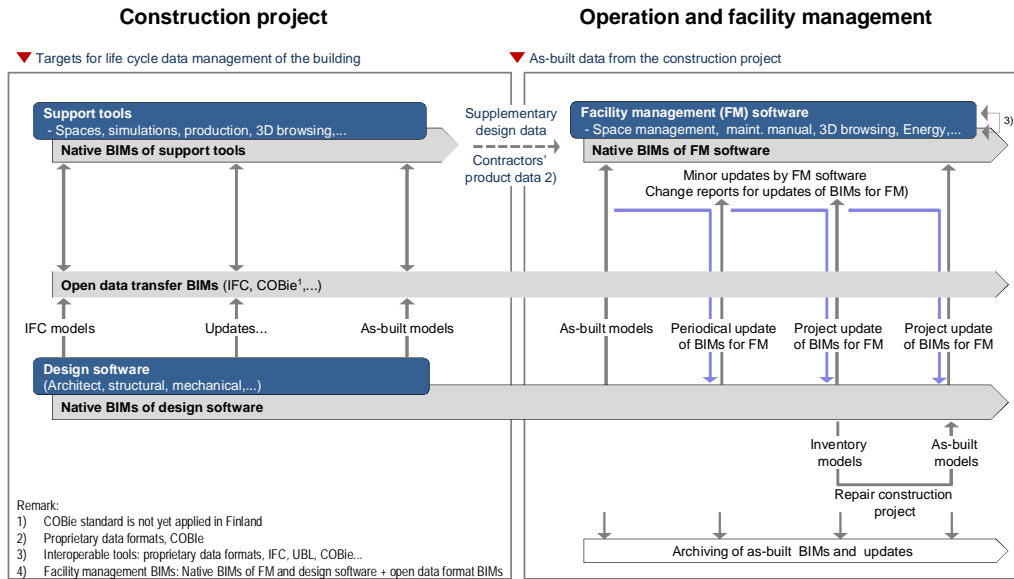 Construction project
Operation and facility management
Targets for life cycle data management of the building
As-built data from the construction project
Support tools
- Spaces, simulations, production, 3D browsing,...
Native BIMs of support tools
Supplementary
design data
Contractors'
product data 2)
Facility management (FM) software
- Space management, maint. manual, 3D browsing, Energy,...
3)
Native BIMs of FM software
Minor updates by FM software
Change reports for updates of BIMs for FM)
Open data transfer BIMs (IFC, COBie1,...)
IFC models
Updates...
As-built models
As-built models
Periodical update
of BIMs for FM
Project update
of BIMs for FM
Project update
of BIMs for FM
Design software
(Architect, structural, mechanical,...)
Native BIMs of design software
Inventory
models
As-built
models
Repair construction
project
Remark:
1) COBie standard is not yet applied in Finland
2) Proprietary data formats, COBie
3) Interoperable tools: proprietary data formats, IFC, UBL, COBie...
4) Facility management BIMs: Native BIMs of FM and design software + open data format BIMs
Archiving of as-built BIMs and updates